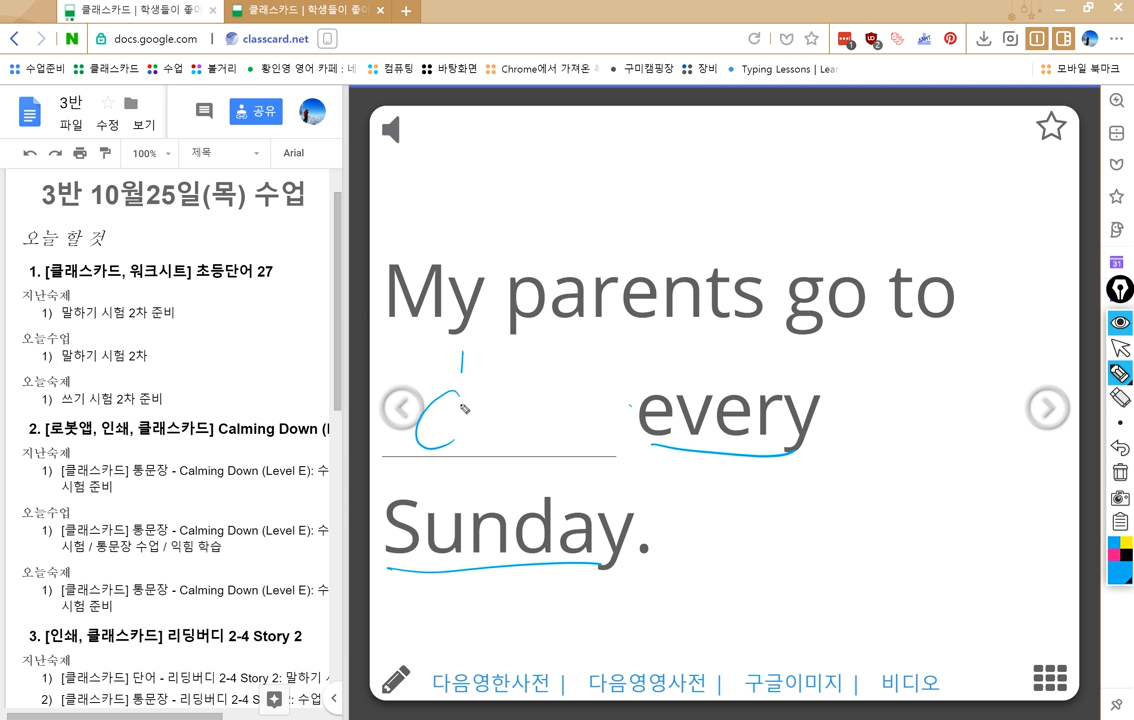 클래스카드 | 학생들이 좋아
클래스카드 | 학생들이 좋아
docs.google.com
classcard.net
수업준비
클래스카드
수업
볼거리
황인영 영어 카페 : 네
컴퓨팅
바탕화면
Chrome에서 가져온
구미캠핑장
장비
Typing Lessons | Lear
모바일 북마크
3반
공유
파일 수정 보기
100% 제목 Arial
3반 10월25일(목) 수업
오늘 할 것
1. [클래스카드, 워크시트] 초등단어 27
지난숙제
1) 말하기 시험 2차 준비
오늘수업
1) 말하기 시험 2차
오늘숙제
1) 쓰기 시험 2차 준비
2. [로봇앱, 인쇄, 클래스카드] Calming Down (
지난숙제
1) [클래스카드] 통문장 - Calming Down (Level E): 수
시험 준비
오늘수업
1) [클래스카드] 통문장 - Calming Down (Level E): 수
시험 / 통문장 수업 / 익힘 학습
오늘숙제
1) [클래스카드] 통문장 - Calming Down (Level E): 수
시험 준비
3. [인쇄, 클래스카드] 리딩버디 2-4 Story 2
지난숙제
1) [클래스카드] 단어 - 리딩버디 2-4 Story 2: 말하기
2) [클래스카드] 통문장 - 리딩버디 2-4 S 2: 수업
My parents go to
c
every
Sunday.
다음영한사전 | 다음영영사전 | 구글이미지 | 비디오
31
1
2